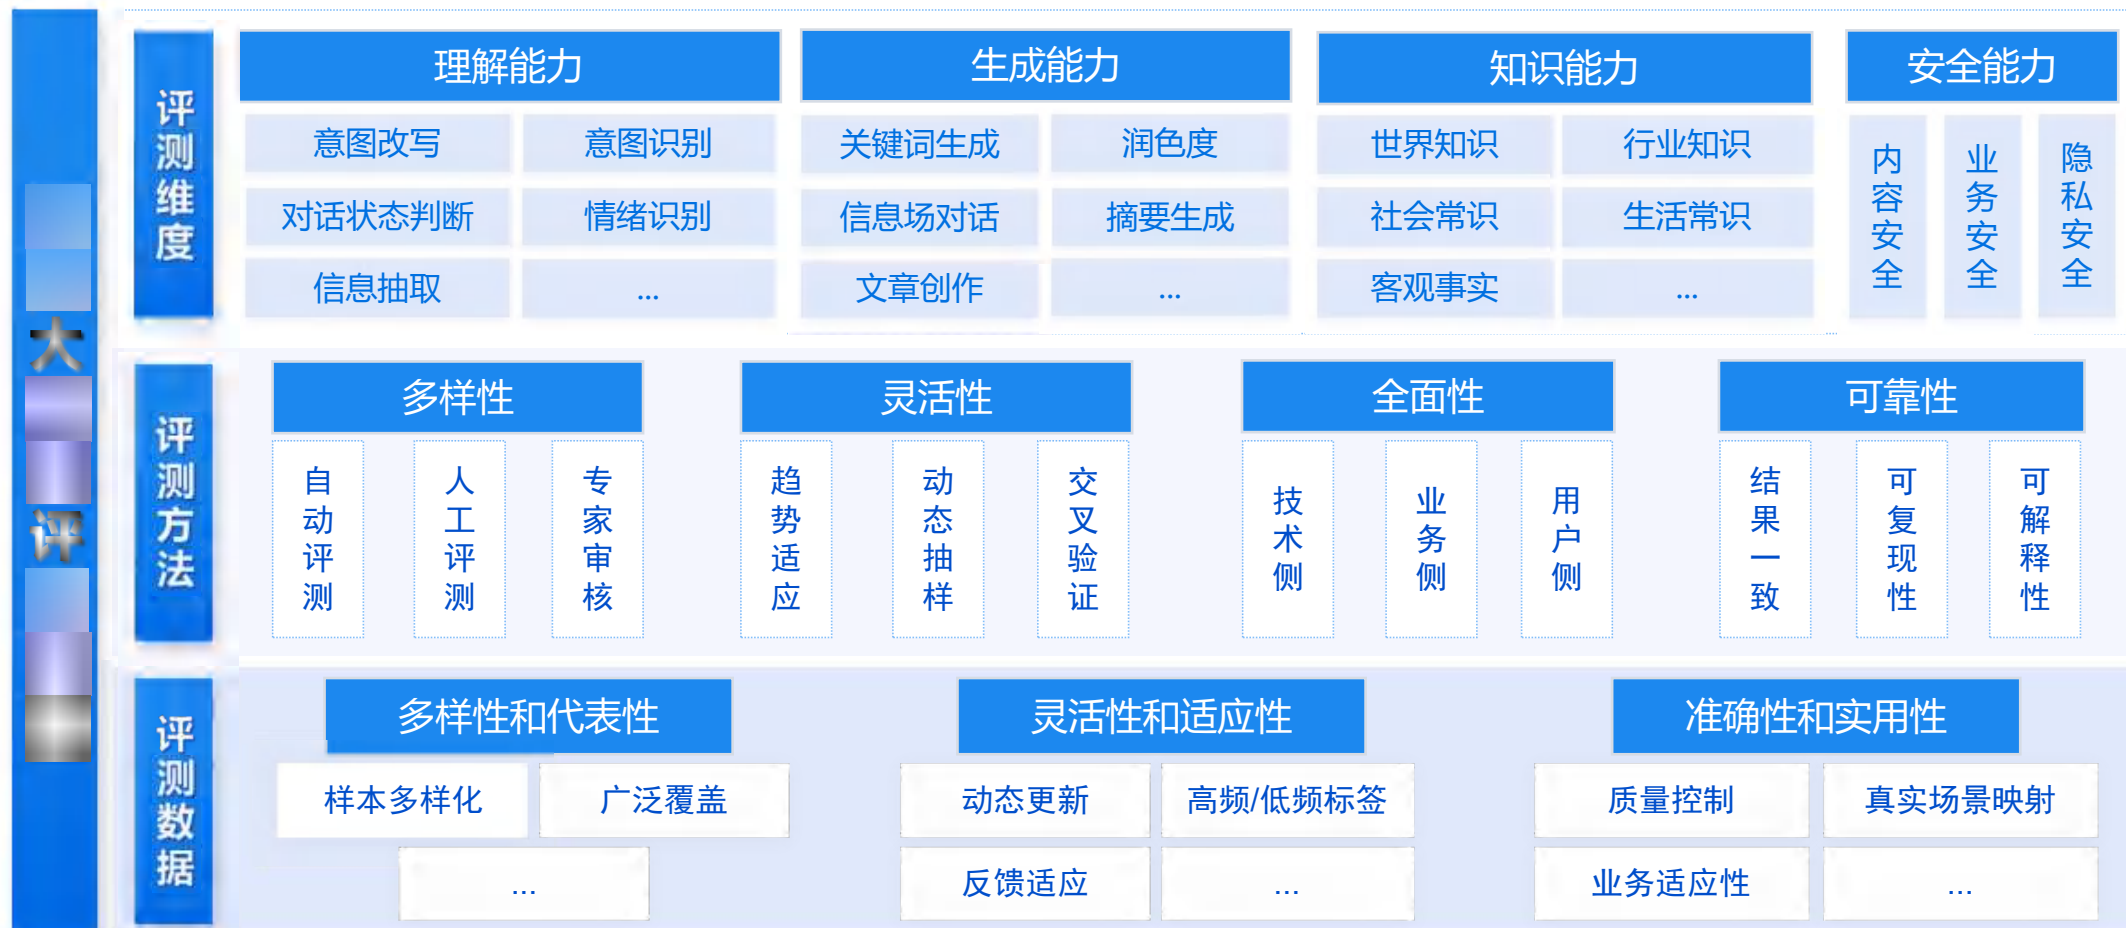 大
评
评测维度
理解能力
生成能力
知识能力
安全能力
意图改写
意图识别
关键词生成
润色度
世界知识
行业知识
对话状态判断
情绪识别
信息场对话
摘要生成
社会常识
生活常识
信息抽取
...
文章创作
...
客观事实
...
内容安全
业务安全
隐私安全
评测方法
多样性
灵活性
全面性
可靠性
自动评测
人工评测
专家审核
趋势适应
动态抽样
交叉验证
技术侧
业务侧
用户侧
结果一致
可复现性
可解释性
评测数据
多样性和代表性
灵活性和适应性
准确性和实用性
样本多样化
广泛覆盖
动态更新
高频/低频标签
质量控制
真实场景映射
...
反馈适应
...
业务适应性
...